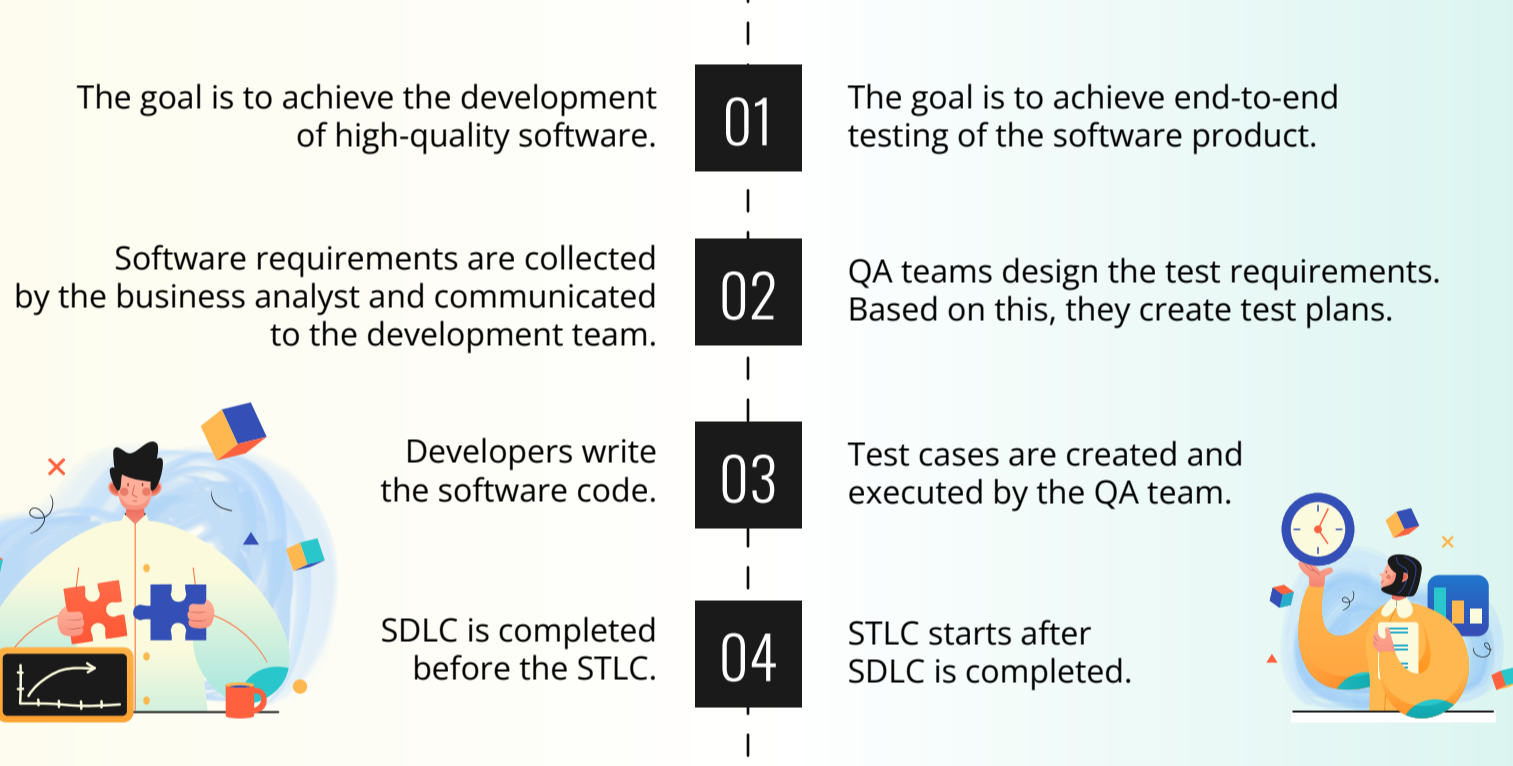 The goal is to achieve the development
of high-quality software.
01
The goal is to achieve end-to-end
testing of the software product.
Software requirements are collected
by the business analyst and communicated
to the development team.
02
QA teams design the test requirements.
Based on this, they create test plans.
Developers write
the software code.
03
Test cases are created and
executed by the QA team.
SDLC is completed
before the STLC.
04
STLC starts after
SDLC is completed.